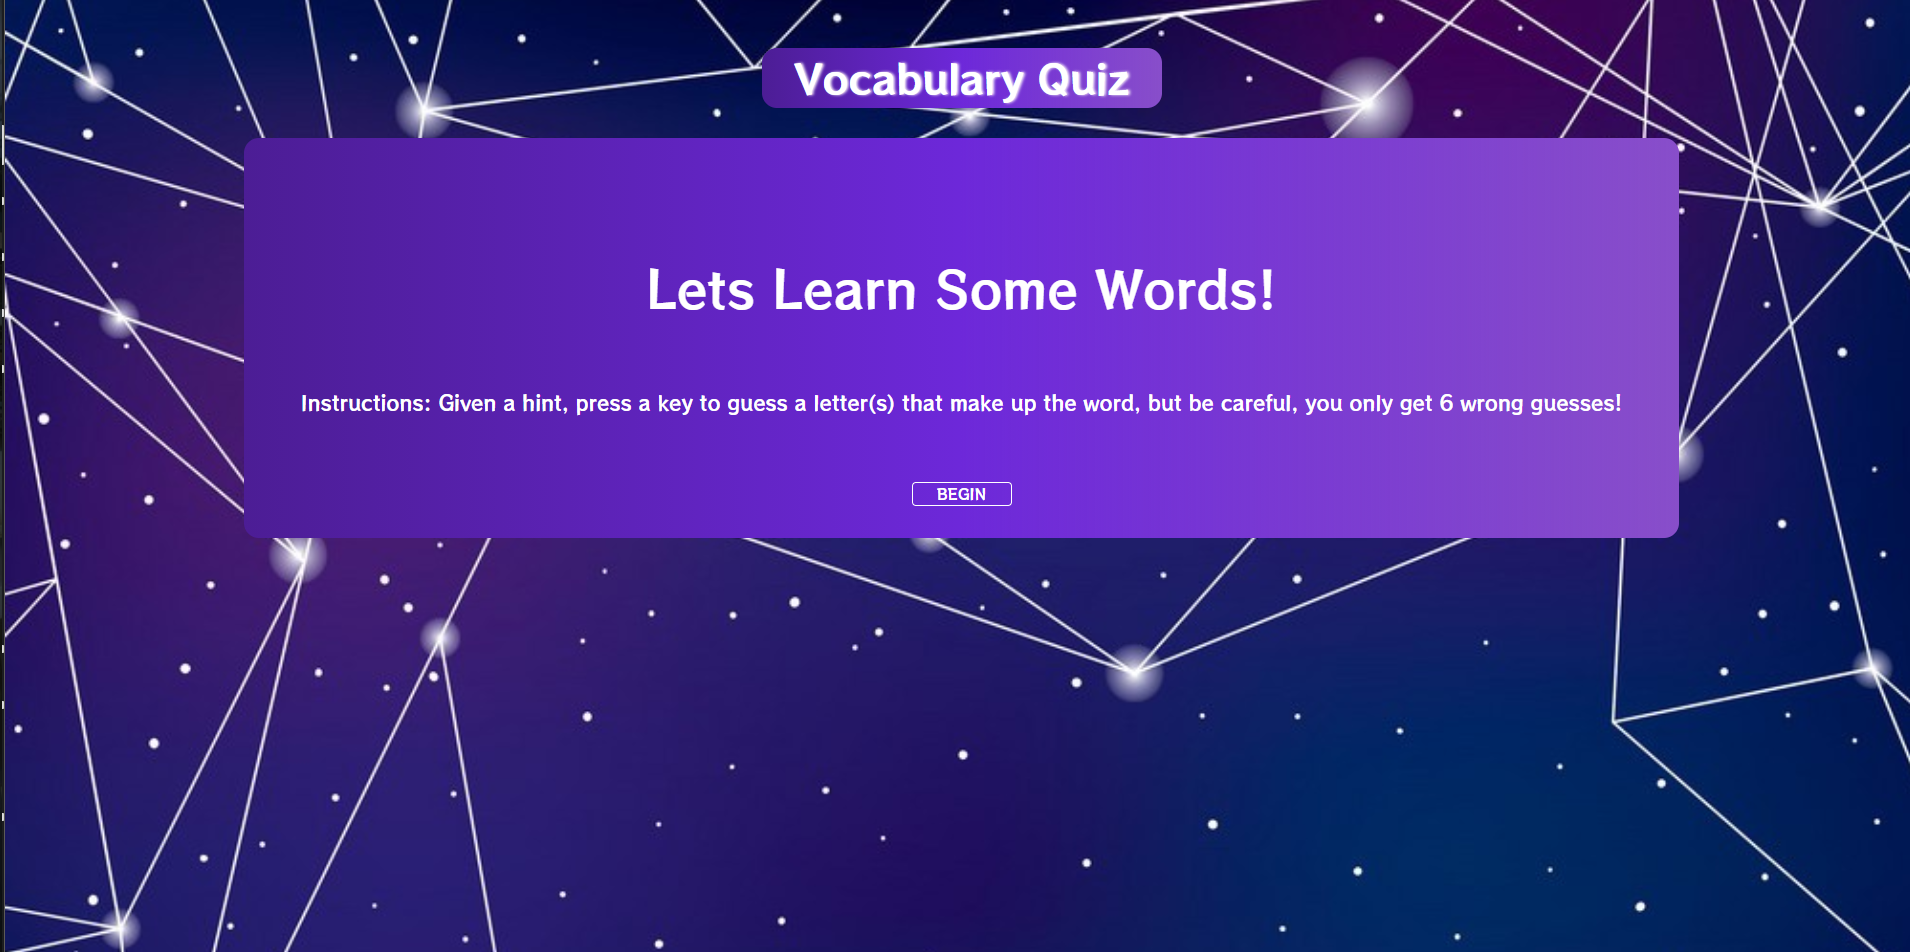 Vocabulary Quiz
Lets Learn Some Words!
Instructions: Given a hint, press a key to guess a letter(s) that make up the word, but be careful, you only get 6 wrong guesses!
BEGIN